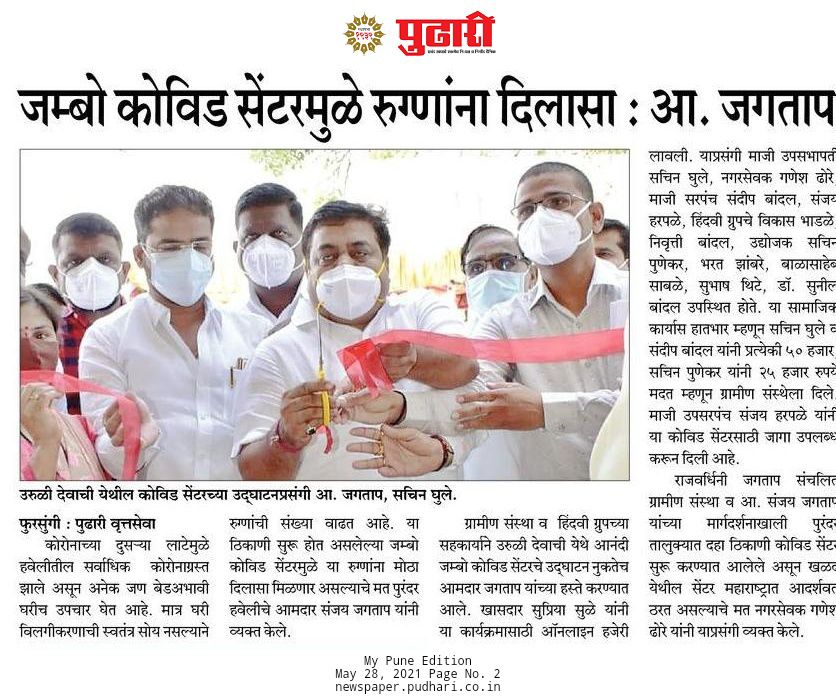 पुढारी
जम्बो कोविड सेंटरमुळे रुग्णांना दिलासा : आ. जगताप
उरुळी देवाची येथील कोविड सेंटरच्या उद्‌घाटनप्रसंगी आ. जगताप, सचिन घुले.
फुरसुंगी : पुढारी वृत्तसेवा
कोरोनाच्या दुसऱ्या लाटेमुळे
हवेलीतील सर्वाधिक कोरोनाग्रस्त
झाले असून अनेक जण बेडअभावी
घरीच उपचार घेत आहे. मात्र घरी
विलगीकरणाची स्वतंत्र सोय नसल्याने
रुग्णांची संख्या वाढत आहे. या
ठिकाणी सुरू होत असलेल्या जम्बो
कोविड सेंटरमुळे या रुग्णांना मोठा
दिलासा मिळणार असल्याचे मत पुरंदर
हवेलीचे आमदार संजय जगताप यांनी
व्यक्त केले.
ग्रामीण संस्था व हिंदवी ग्रुपच्या
सहकार्याने उरुळी देवाची येथे आनंदी
जम्बो कोविड सेंटरचे उद्‌घाटन नुकतेच
आमदार जगताप यांच्या हस्ते करण्यात
आले. खासदार सुप्रिया सुळे यांनी
या कार्यक्रमासाठी ऑनलाइन हजेरी
लावली. याप्रसंगी माजी उपसभापती
सचिन घुले, नगरसेवक गणेश ढोरे,
माजी सरपंच संदीप बांदल, संजय
हरपळे, हिंदवी ग्रुपचे विकास भाडळे,
निवृत्ती बांदल, उद्योजक सचिन
पुणेकर, भरत झांबरे, बाळासाहेब
साबळे, सुभाष थिटे, डॉ. सुनील
बांदल उपस्थित होते. या सामाजिक
कार्यास हातभार म्हणून सचिन घुले व
संदीप बांदल यांनी प्रत्येकी ५० हजार,
सचिन पुणेकर यांनी २५ हजार रुपये
मदत म्हणून ग्रामीण संस्थेला दिले.
माजी उपसरपंच संजय हरपळे यांनी
या कोविड सेंटरसाठी जागा उपलब्ध
करून दिली आहे.
राजवर्धिनी जगताप संचलित
ग्रामीण संस्था व आ. संजय जगताप
यांच्या मार्गदर्शनाखाली पुरंदर
तालुक्यात दहा ठिकाणी कोविड सेंटर
सुरू करण्यात आलेले असून खळद
येथील सेंटर महाराष्ट्रात आदर्शवत
ठरत असल्याचे मत नगरसेवक गणेश
ढोरे यांनी याप्रसंगी व्यक्त केले.
My Pune Edition
May 28, 2021 Page No. 2
newspaper.pudhari.co.in